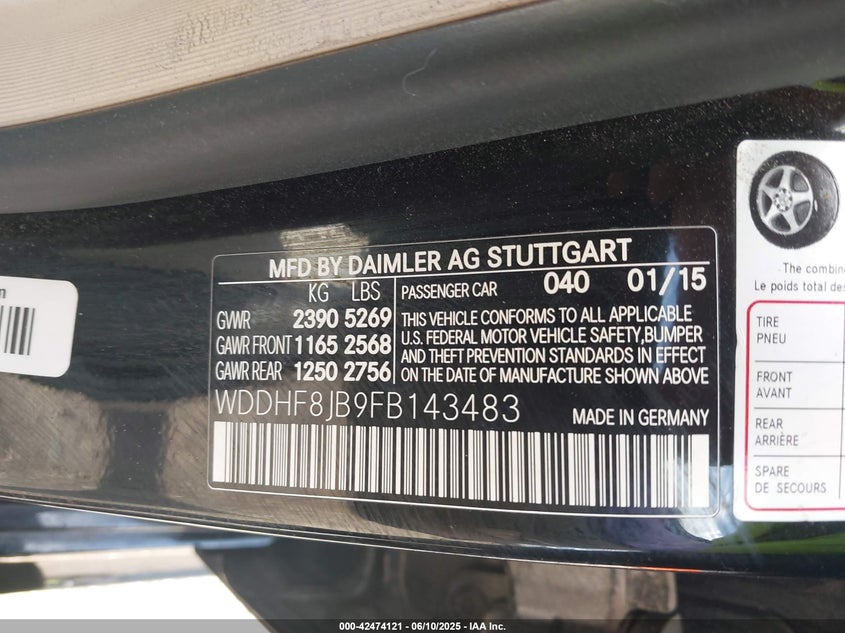 MFD BY DAIMLER AG STUTTGART
KG LBS
GVWR 2390 5269
GAWR FRONT 1165 2568
GAWR REAR 1250 2756
PASSENGER CAR 040 01/15
THIS VEHICLE CONFORMS TO ALL APPLICABLE
U.S. FEDERAL MOTOR VEHICLE SAFETY,BUMPER
AND THEFT PREVENTION STANDARDS IN EFFECT
ON THE DATE OF MANUFACTURE SHOWN ABOVE
WDDHF8JB9FB143483 MADE IN GERMANY
The combine
Le poids total des
TIRE
PNEU
FRONT
AVANT
REAR
ARRIÈRE
SPARE
DE SECOURS
000-42474121 - 06/10/2025 - IAA Inc.